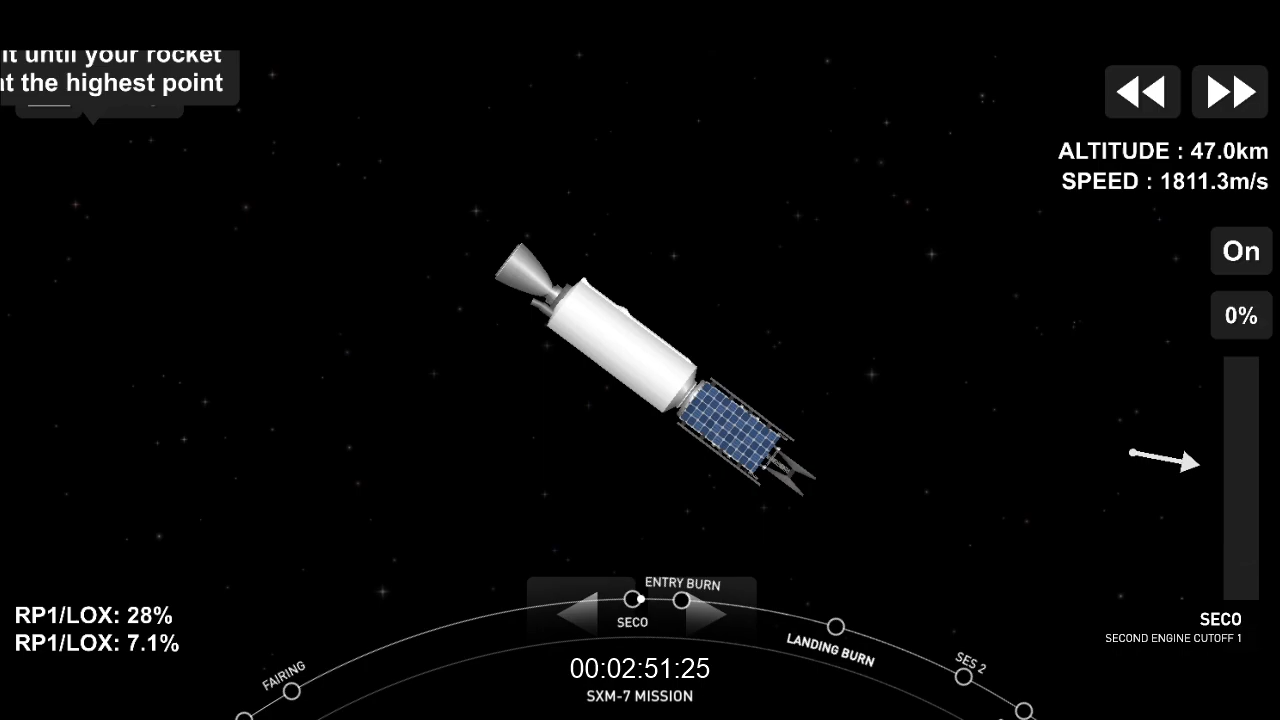 it until your rocket
at the highest point
ALTITUDE : 47.0km
SPEED : 1811.3m/s
On
0%
RP1/LOX: 28%
RP1/LOX: 7.1%
FAIRING
SECO
ENTRY BURN
LANDING BURN
SES 2
00:02:51:25
SXM-7 MISSION
SECO
SECOND ENGINE CUTOFF 1